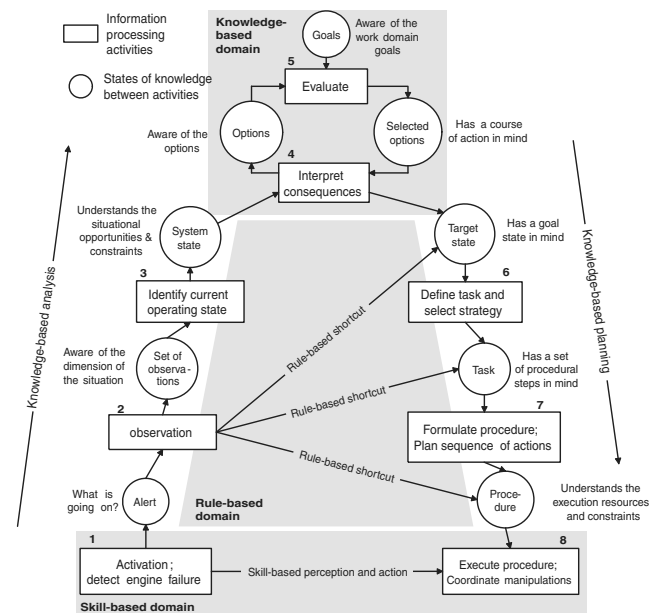 Information
processing
activities
States of knowledge
between activities
Knowledge-
based domain
Goals
Aware of the
work domain
goals
5
Evaluate
Aware of the
options
Options
Selected
options
Has a course
of action in mind
4
Interpret
consequences
Understands the
situational
opportunities &
constraints
System
state
Target
state
Has a goal
state in mind
3
Identify current
operating state
6
Define task and
select strategy
Knowledge-based analysis
Knowledge-based planning
Rule-based shortcut
Aware of the
dimension of
the situation
Set of
observa-
tions
Task
Has a set
of procedural
steps in mind
Rule-based shortcut
2
observation
7
Formulate procedure;
Plan sequence of actions
Rule-based shortcut
What is
going on?
Alert
Rule-based
domain
Proce-
dure
Understands the
execution resources
and constraints
1
Activation;
detect engine failure
Skill-based perception and action
8
Execute procedure;
Coordinate manipulations
Skill-based domain